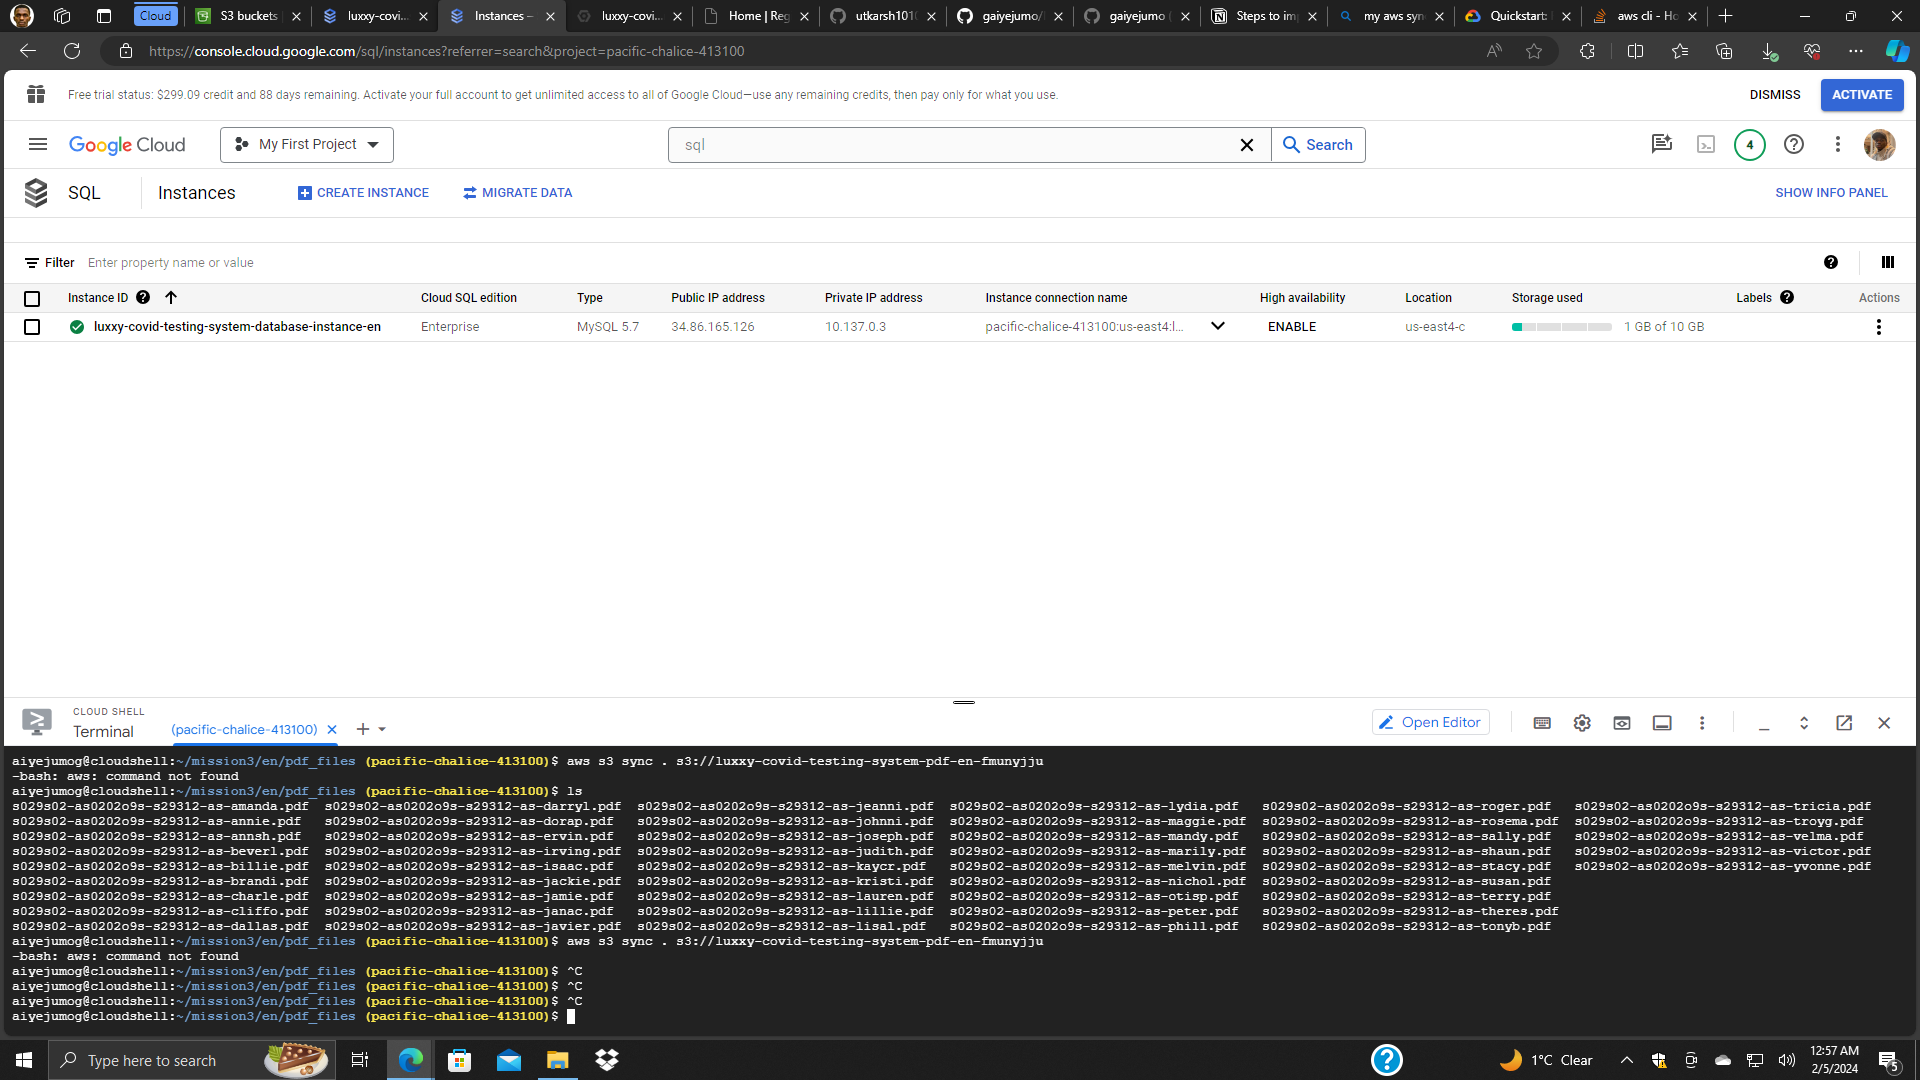 Cloud
S3 buckets
luxxy-covi...
Instances –
luxxy-covi...
Home | Reg
utkarsh101
gaiyejumo/
gaiyejumo (
Steps to im
my aws syn
Quickstart: 
aws cli - Ho
https://console.cloud.google.com/sql/instances?referrer=search&project=pacific-chalice-413100
Free trial status: $299.09 credit and 88 days remaining. Activate your full account to get unlimited access to all of Google Cloud—use any remaining credits, then pay only for what you use.
DISMISS
ACTIVATE
Google Cloud
My First Project
sql
Search
4
SQL
Instances
CREATE INSTANCE
MIGRATE DATA
SHOW INFO PANEL
Filter Enter property name or value
Instance ID Cloud SQL edition Type Public IP address Private IP address Instance connection name High availability Location Storage used Labels Actions
luxxy-covid-testing-system-database-instance-en Enterprise MySQL 5.7 34.86.165.126 10.137.0.3 pacific-chalice-413100:us-east4:l... ENABLE us-east4-c 1 GB of 10 GB
CLOUD SHELL
Terminal
(pacific-chalice-413100)
Open Editor
aiyejumog@cloudshell:~/mission3/en/pdf_files (pacific-chalice-413100)$ aws s3 sync . s3://luxxy-covid-testing-system-pdf-en-fmunyjju
-bash: aws: command not found
aiyejumog@cloudshell:~/mission3/en/pdf_files (pacific-chalice-413100)$ ls
s029s02-as0202o9s-s29312-as-amanda.pdf s029s02-as0202o9s-s29312-as-darryl.pdf s029s02-as0202o9s-s29312-as-jeanni.pdf s029s02-as0202o9s-s29312-as-lydia.pdf s029s02-as0202o9s-s29312-as-roger.pdf s029s02-as0202o9s-s29312-as-tricia.pdf
s029s02-as0202o9s-s29312-as-annie.pdf s029s02-as0202o9s-s29312-as-dorap.pdf s029s02-as0202o9s-s29312-as-johnni.pdf s029s02-as0202o9s-s29312-as-maggie.pdf s029s02-as0202o9s-s29312-as-rosema.pdf s029s02-as0202o9s-s29312-as-troyg.pdf
s029s02-as0202o9s-s29312-as-annsh.pdf s029s02-as0202o9s-s29312-as-ervin.pdf s029s02-as0202o9s-s29312-as-joseph.pdf s029s02-as0202o9s-s29312-as-mandy.pdf s029s02-as0202o9s-s29312-as-sally.pdf s029s02-as0202o9s-s29312-as-velma.pdf
s029s02-as0202o9s-s29312-as-beverl.pdf s029s02-as0202o9s-s29312-as-irving.pdf s029s02-as0202o9s-s29312-as-judith.pdf s029s02-as0202o9s-s29312-as-marily.pdf s029s02-as0202o9s-s29312-as-shaun.pdf s029s02-as0202o9s-s29312-as-victor.pdf
s029s02-as0202o9s-s29312-as-billie.pdf s029s02-as0202o9s-s29312-as-isaac.pdf s029s02-as0202o9s-s29312-as-kaycr.pdf s029s02-as0202o9s-s29312-as-melvin.pdf s029s02-as0202o9s-s29312-as-stacy.pdf s029s02-as0202o9s-s29312-as-yvonne.pdf
s029s02-as0202o9s-s29312-as-brandi.pdf s029s02-as0202o9s-s29312-as-jackie.pdf s029s02-as0202o9s-s29312-as-kristi.pdf s029s02-as0202o9s-s29312-as-nichol.pdf s029s02-as0202o9s-s29312-as-susan.pdf
s029s02-as0202o9s-s29312-as-charle.pdf s029s02-as0202o9s-s29312-as-jamie.pdf s029s02-as0202o9s-s29312-as-lauren.pdf s029s02-as0202o9s-s29312-as-otisp.pdf s029s02-as0202o9s-s29312-as-terry.pdf
s029s02-as0202o9s-s29312-as-cliffo.pdf s029s02-as0202o9s-s29312-as-janac.pdf s029s02-as0202o9s-s29312-as-lillie.pdf s029s02-as0202o9s-s29312-as-peter.pdf s029s02-as0202o9s-s29312-as-theres.pdf
s029s02-as0202o9s-s29312-as-dallas.pdf s029s02-as0202o9s-s29312-as-javier.pdf s029s02-as0202o9s-s29312-as-lisal.pdf s029s02-as0202o9s-s29312-as-phill.pdf s029s02-as0202o9s-s29312-as-tonyb.pdf
aiyejumog@cloudshell:~/mission3/en/pdf_files (pacific-chalice-413100)$ aws s3 sync . s3://luxxy-covid-testing-system-pdf-en-fmunyjju
-bash: aws: command not found
aiyejumog@cloudshell:~/mission3/en/pdf_files (pacific-chalice-413100)$ ^C
aiyejumog@cloudshell:~/mission3/en/pdf_files (pacific-chalice-413100)$ ^C
aiyejumog@cloudshell:~/mission3/en/pdf_files (pacific-chalice-413100)$ ^C
aiyejumog@cloudshell:~/mission3/en/pdf_files (pacific-chalice-413100)$
Type here to search
1°C Clear
12:57 AM
2/5/2024
5